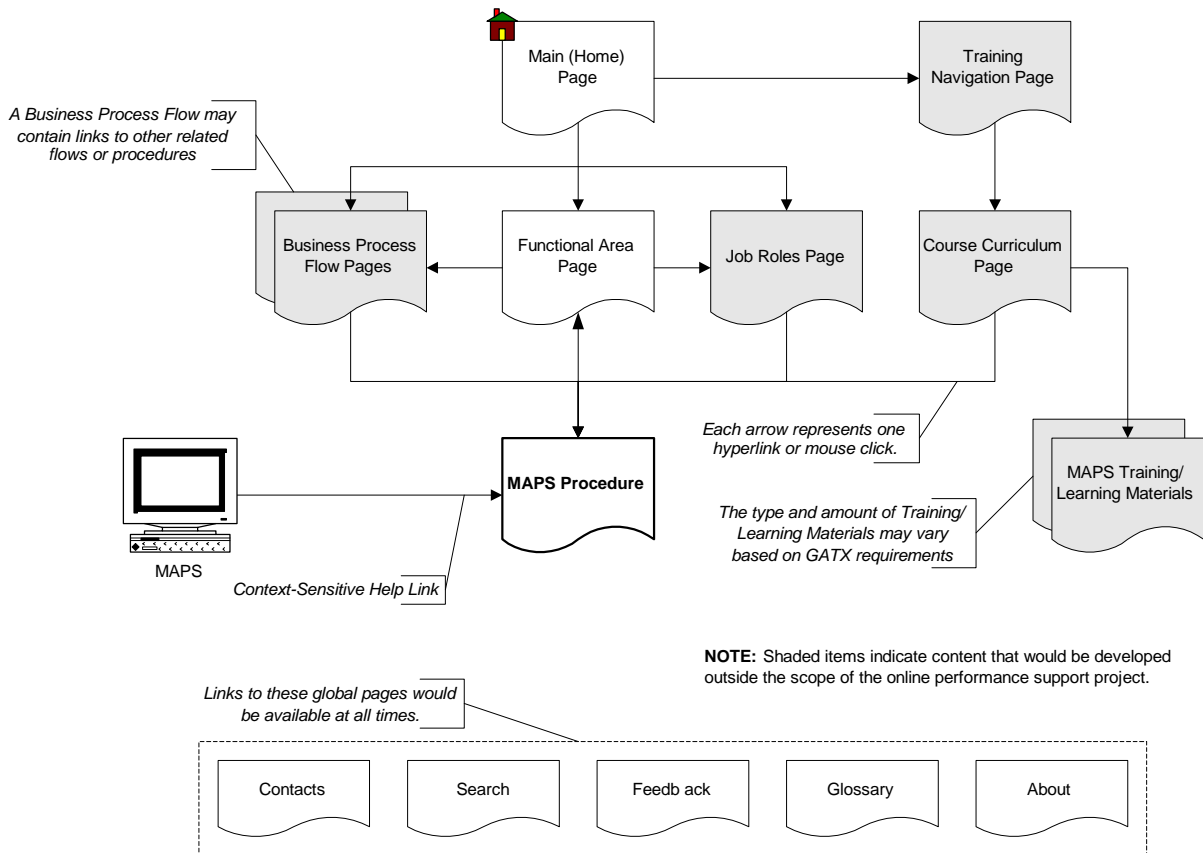 Main (Home)
Page
Training
Navigation Page
A Business Process Flow may
contain links to other related
flows or procedures
Business Process
Flow Pages
Functional Area
Page
Job Roles Page
Course Curriculum
Page
Each arrow represents one
hyperlink or mouse click.
MAPS Procedure
MAPS Training/
Learning Materials
The type and amount of Training/
Learning Materials may vary
based on GATX requirements
MAPS
Context-Sensitive Help Link
NOTE: Shaded items indicate content that would be developed
outside the scope of the online performance support project.
Links to these global pages would
be available at all times.
Contacts
Search
Feedb ack
Glossary
About